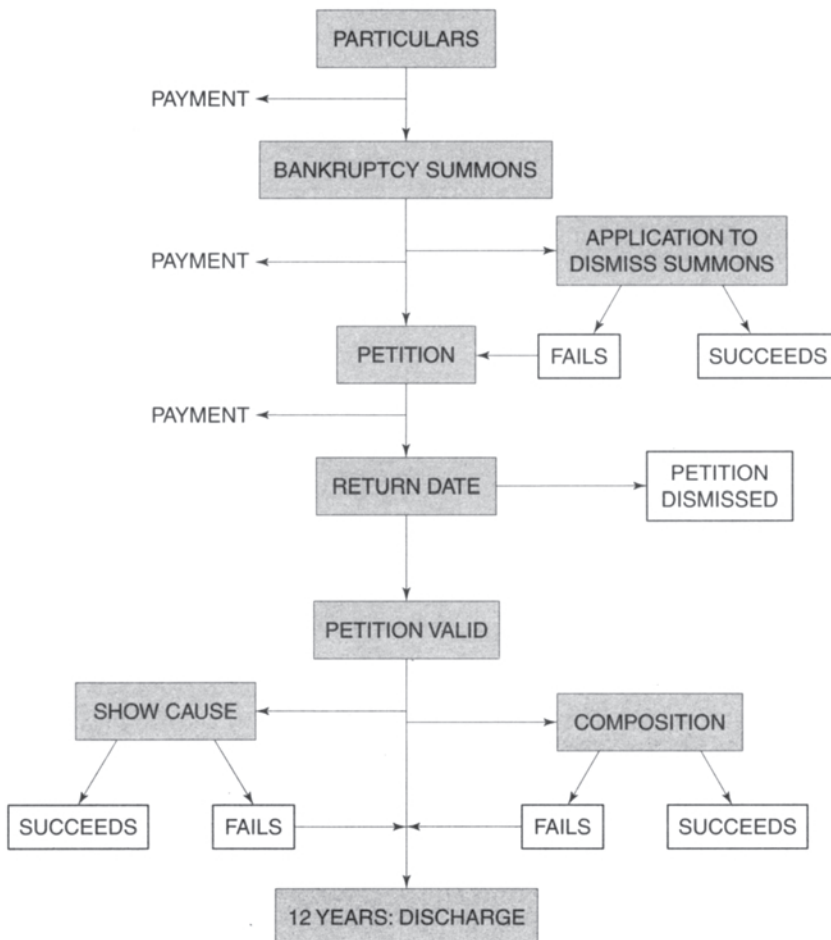 PARTICULARS
PAYMENT
BANKRUPTCY SUMMONS
PAYMENT
APPLICATION TO
DISMISS SUMMONS
PETITION
FAILS
SUCCEEDS
PAYMENT
RETURN DATE
PETITION
DISMISSED
PETITION VALID
SHOW CAUSE
COMPOSITION
SUCCEEDS
FAILS
FAILS
SUCCEEDS
12 YEARS: DISCHARGE